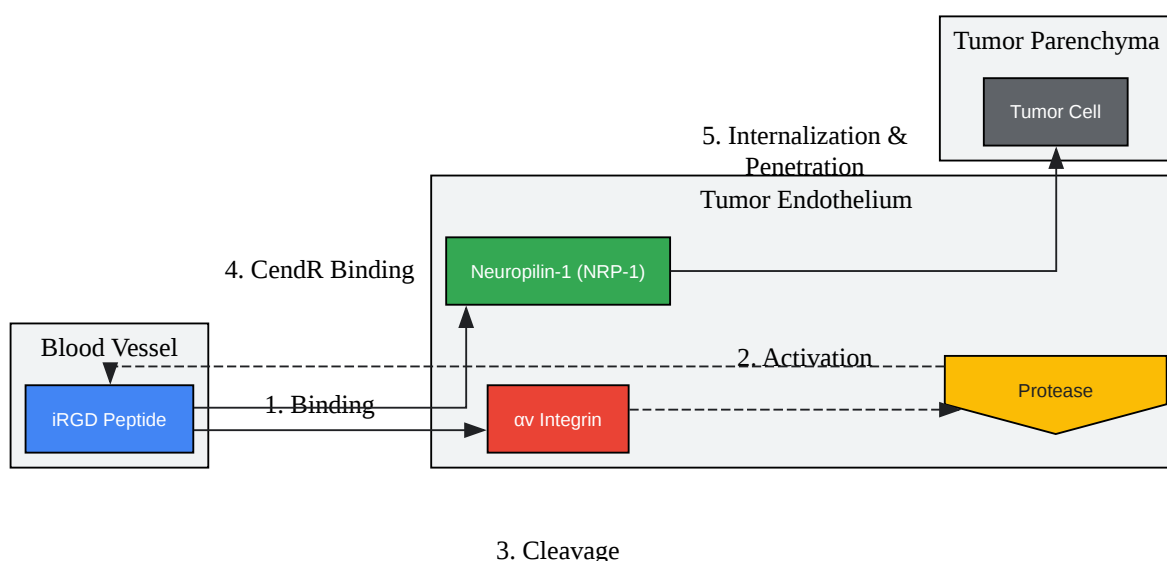 Tumor Parenchyma
Tumor Cell
5. Internalization &
Penetration
Tumor Endothelium
4. CendR Binding
Neuropilin-1 (NRP-1)
Blood Vessel
2. Activation
iRGD Peptide
1. Binding
αv Integrin
Protease
3. Cleavage